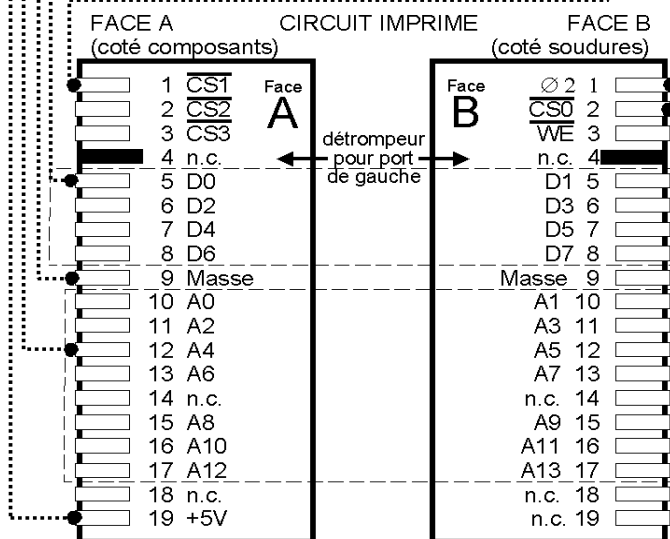 FACE A CIRCUIT IMPRIME FACE B
(coté composants) (coté soudures)
1 CS1 Face A
2 CS2
3 CS3
4 n.c.
5 D0
6 D2
7 D4
8 D6
9 Masse
10 A0
11 A2
12 A4
13 A6
14 n.c.
15 A8
16 A10
17 A12
18 n.c.
19 +5V
détrompeur
pour port
de gauche
Face B
∅ 2 1
CS0 2
WE 3
n.c. 4
D1 5
D3 6
D5 7
D7 8
Masse 9
A1 10
A3 11
A5 12
A7 13
n.c. 14
A9 15
A11 16
A13 17
n.c. 18
n.c. 19